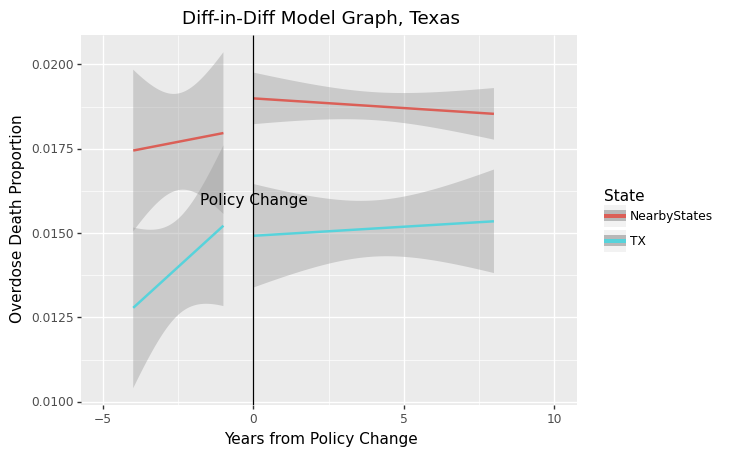 Diff-in-Diff Model Graph, Texas
Overdose Death Proportion
0.0200
0.0175
0.0150
0.0125
0.0100
Policy Change
−5
0
5
10
Years from Policy Change
State
NearbyStates
TX